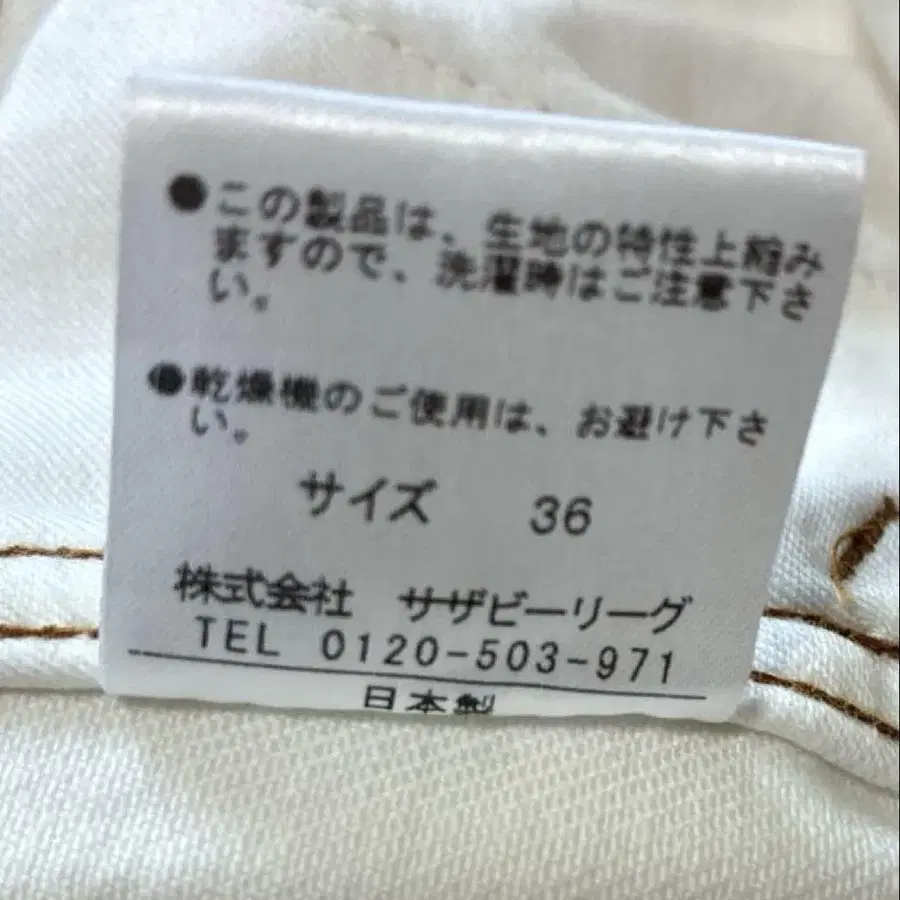 ●この製品は、生地の特性上縮み
ますので、洗濯時はご注意下さ
い。
●乾燥機のご使用は、お避け下さ
い。
サイズ 36
株式会社 サザビーリーグ
TEL 0120-503-971
日本製